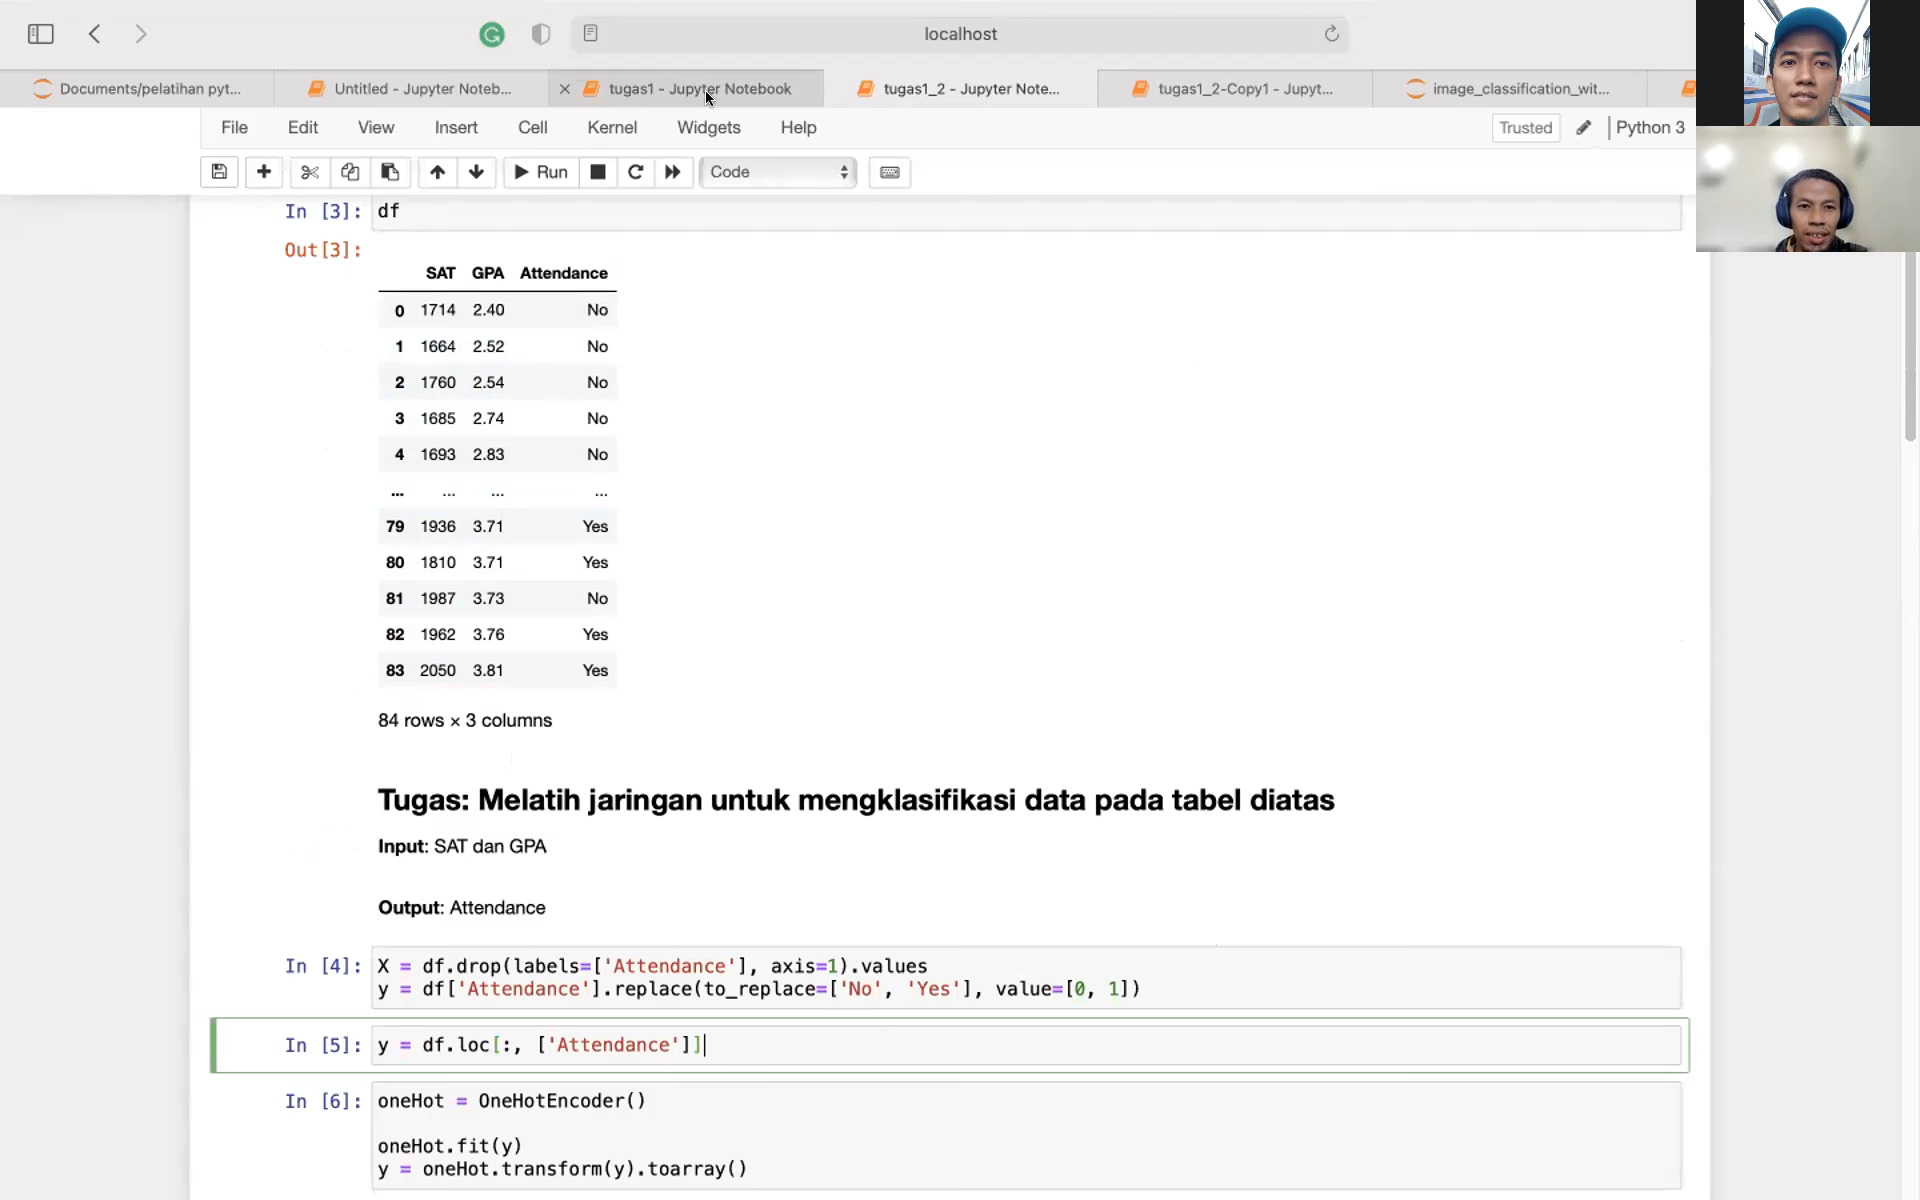 localhost
Documents/pelatihan pyt...
Untitled - Jupyter Noteb...
tugas1 - Jupyter Notebook
tugas1_2 - Jupyter Note...
tugas1_2-Copy1 - Jupyt...
image_classification_wit...
File Edit View Insert Cell Kernel Widgets Help
Trusted
Python 3
Run
Code
In [3]: df
Out[3]:
SAT GPA Attendance
0 1714 2.40 No
1 1664 2.52 No
2 1760 2.54 No
3 1685 2.74 No
4 1693 2.83 No
... ... ... ...
79 1936 3.71 Yes
80 1810 3.71 Yes
81 1987 3.73 No
82 1962 3.76 Yes
83 2050 3.81 Yes
84 rows × 3 columns
Tugas: Melatih jaringan untuk mengklasifikasi data pada tabel diatas
Input: SAT dan GPA
Output: Attendance
In [4]: X = df.drop(labels=['Attendance'], axis=1).values
y = df['Attendance'].replace(to_replace=['No', 'Yes'], value=[0, 1])
In [5]: y = df.loc[:, ['Attendance']]
In [6]: oneHot = OneHotEncoder()
oneHot.fit(y)
y = oneHot.transform(y).toarray()